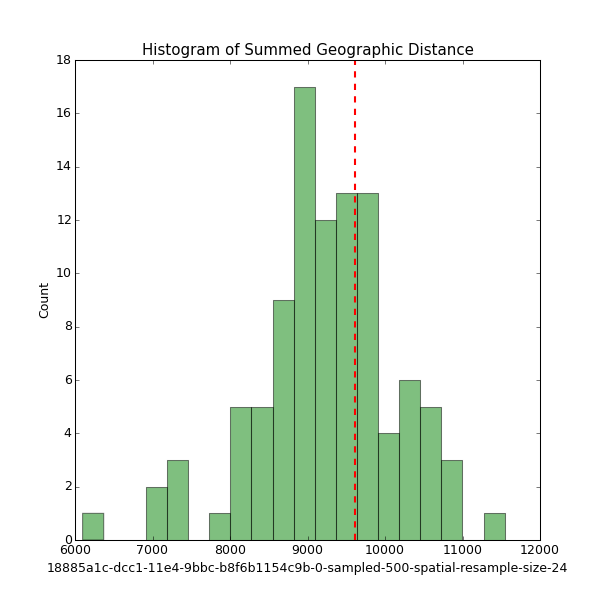 Histogram of Summed Geographic Distance
18
16
14
12
10
8
6
4
2
0
Count
6000 7000 8000 9000 10000 11000 12000
18885a1c-dcc1-11e4-9bbc-b8f6b1154c9b-0-sampled-500-spatial-resample-size-24